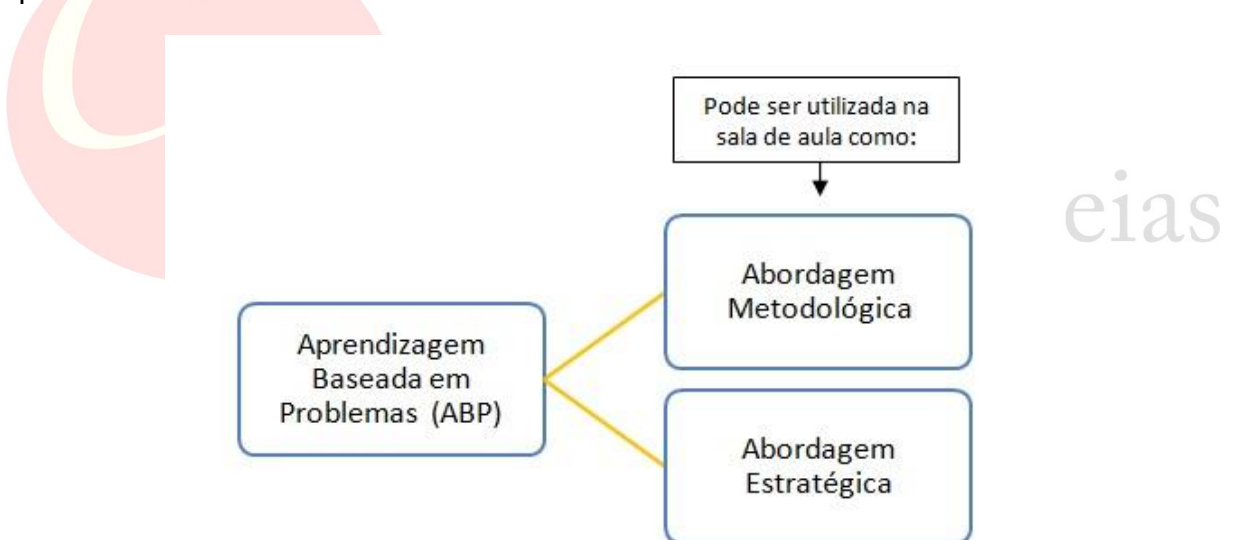 Pode ser utilizada na
sala de aula como:
eias
Abordagem
Metodológica
Aprendizagem
Baseada em
Problemas (ABP)
Abordagem
Estratégica